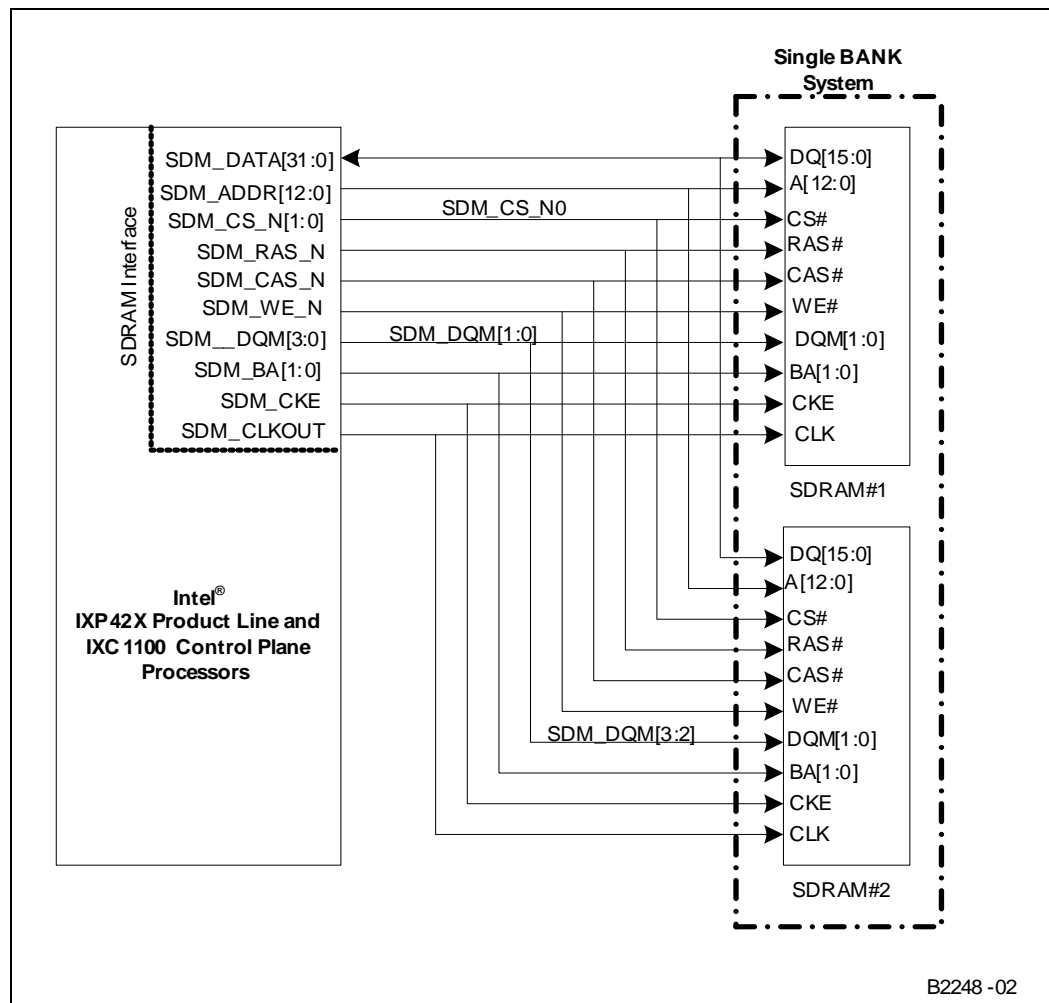 Single BANK
System
SDRAM Interface
SDM_DATA[31:0]
SDM_ADDR[12:0]
SDM_CS_N[1:0]
SDM_RAS_N
SDM_CAS_N
SDM_WE_N
SDM__DQM[3:0]
SDM_BA[1:0]
SDM_CKE
SDM_CLKOUT
SDM_CS_N0
SDM_DQM[1:0]
DQ[15:0]
A[12:0]
CS#
RAS#
CAS#
WE#
DQM[1:0]
BA[1:0]
CKE
CLK
SDRAM#1
Intel®
IXP42X Product Line and
IXC1100 Control Plane
Processors
SDM_DQM[3:2]
DQ[15:0]
A[12:0]
CS#
RAS#
CAS#
WE#
DQM[1:0]
BA[1:0]
CKE
CLK
SDRAM#2
B2248 -02